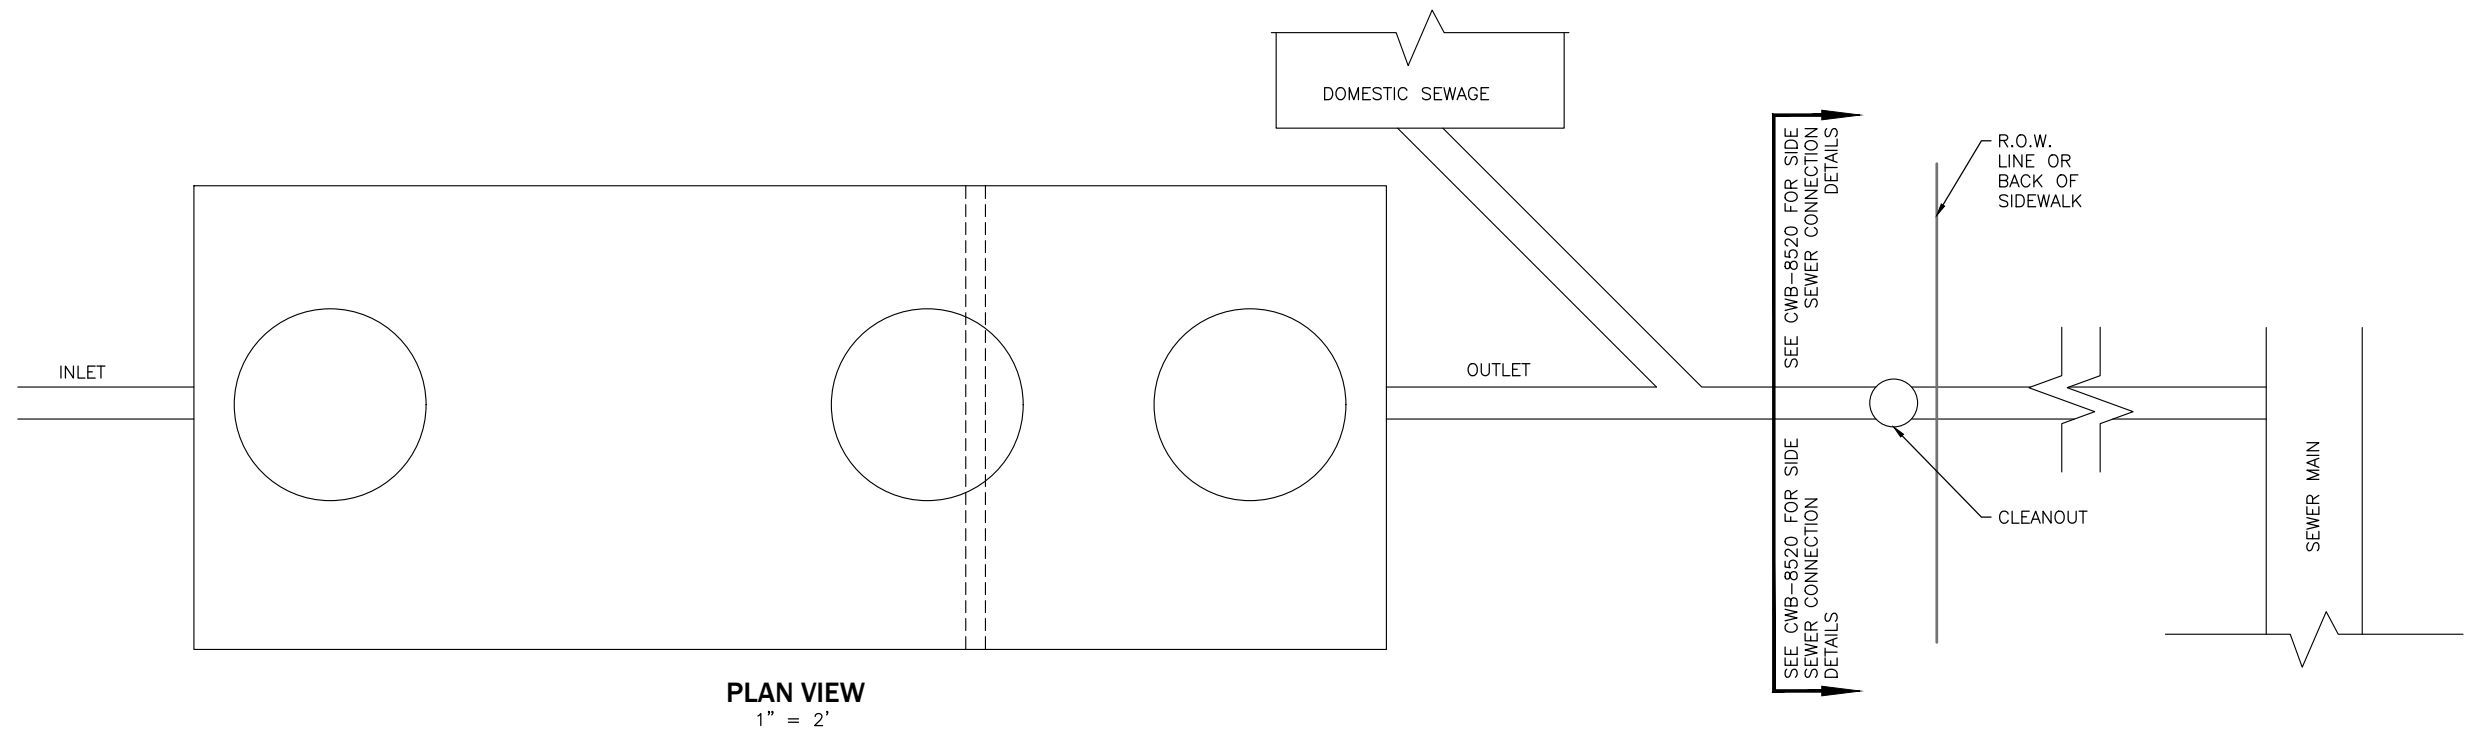 DOMESTIC SEWAGE
SEE CWB-8520 FOR SIDE
SEWER CONNECTION
DETAILS
R.O.W.
LINE OR
BACK OF
SIDEWALK
INLET
OUTLET
SEE CWB-8520 FOR SIDE
SEWER CONNECTION
DETAILS
CLEANOUT
SEWER MAIN
PLAN VIEW
1" = 2'